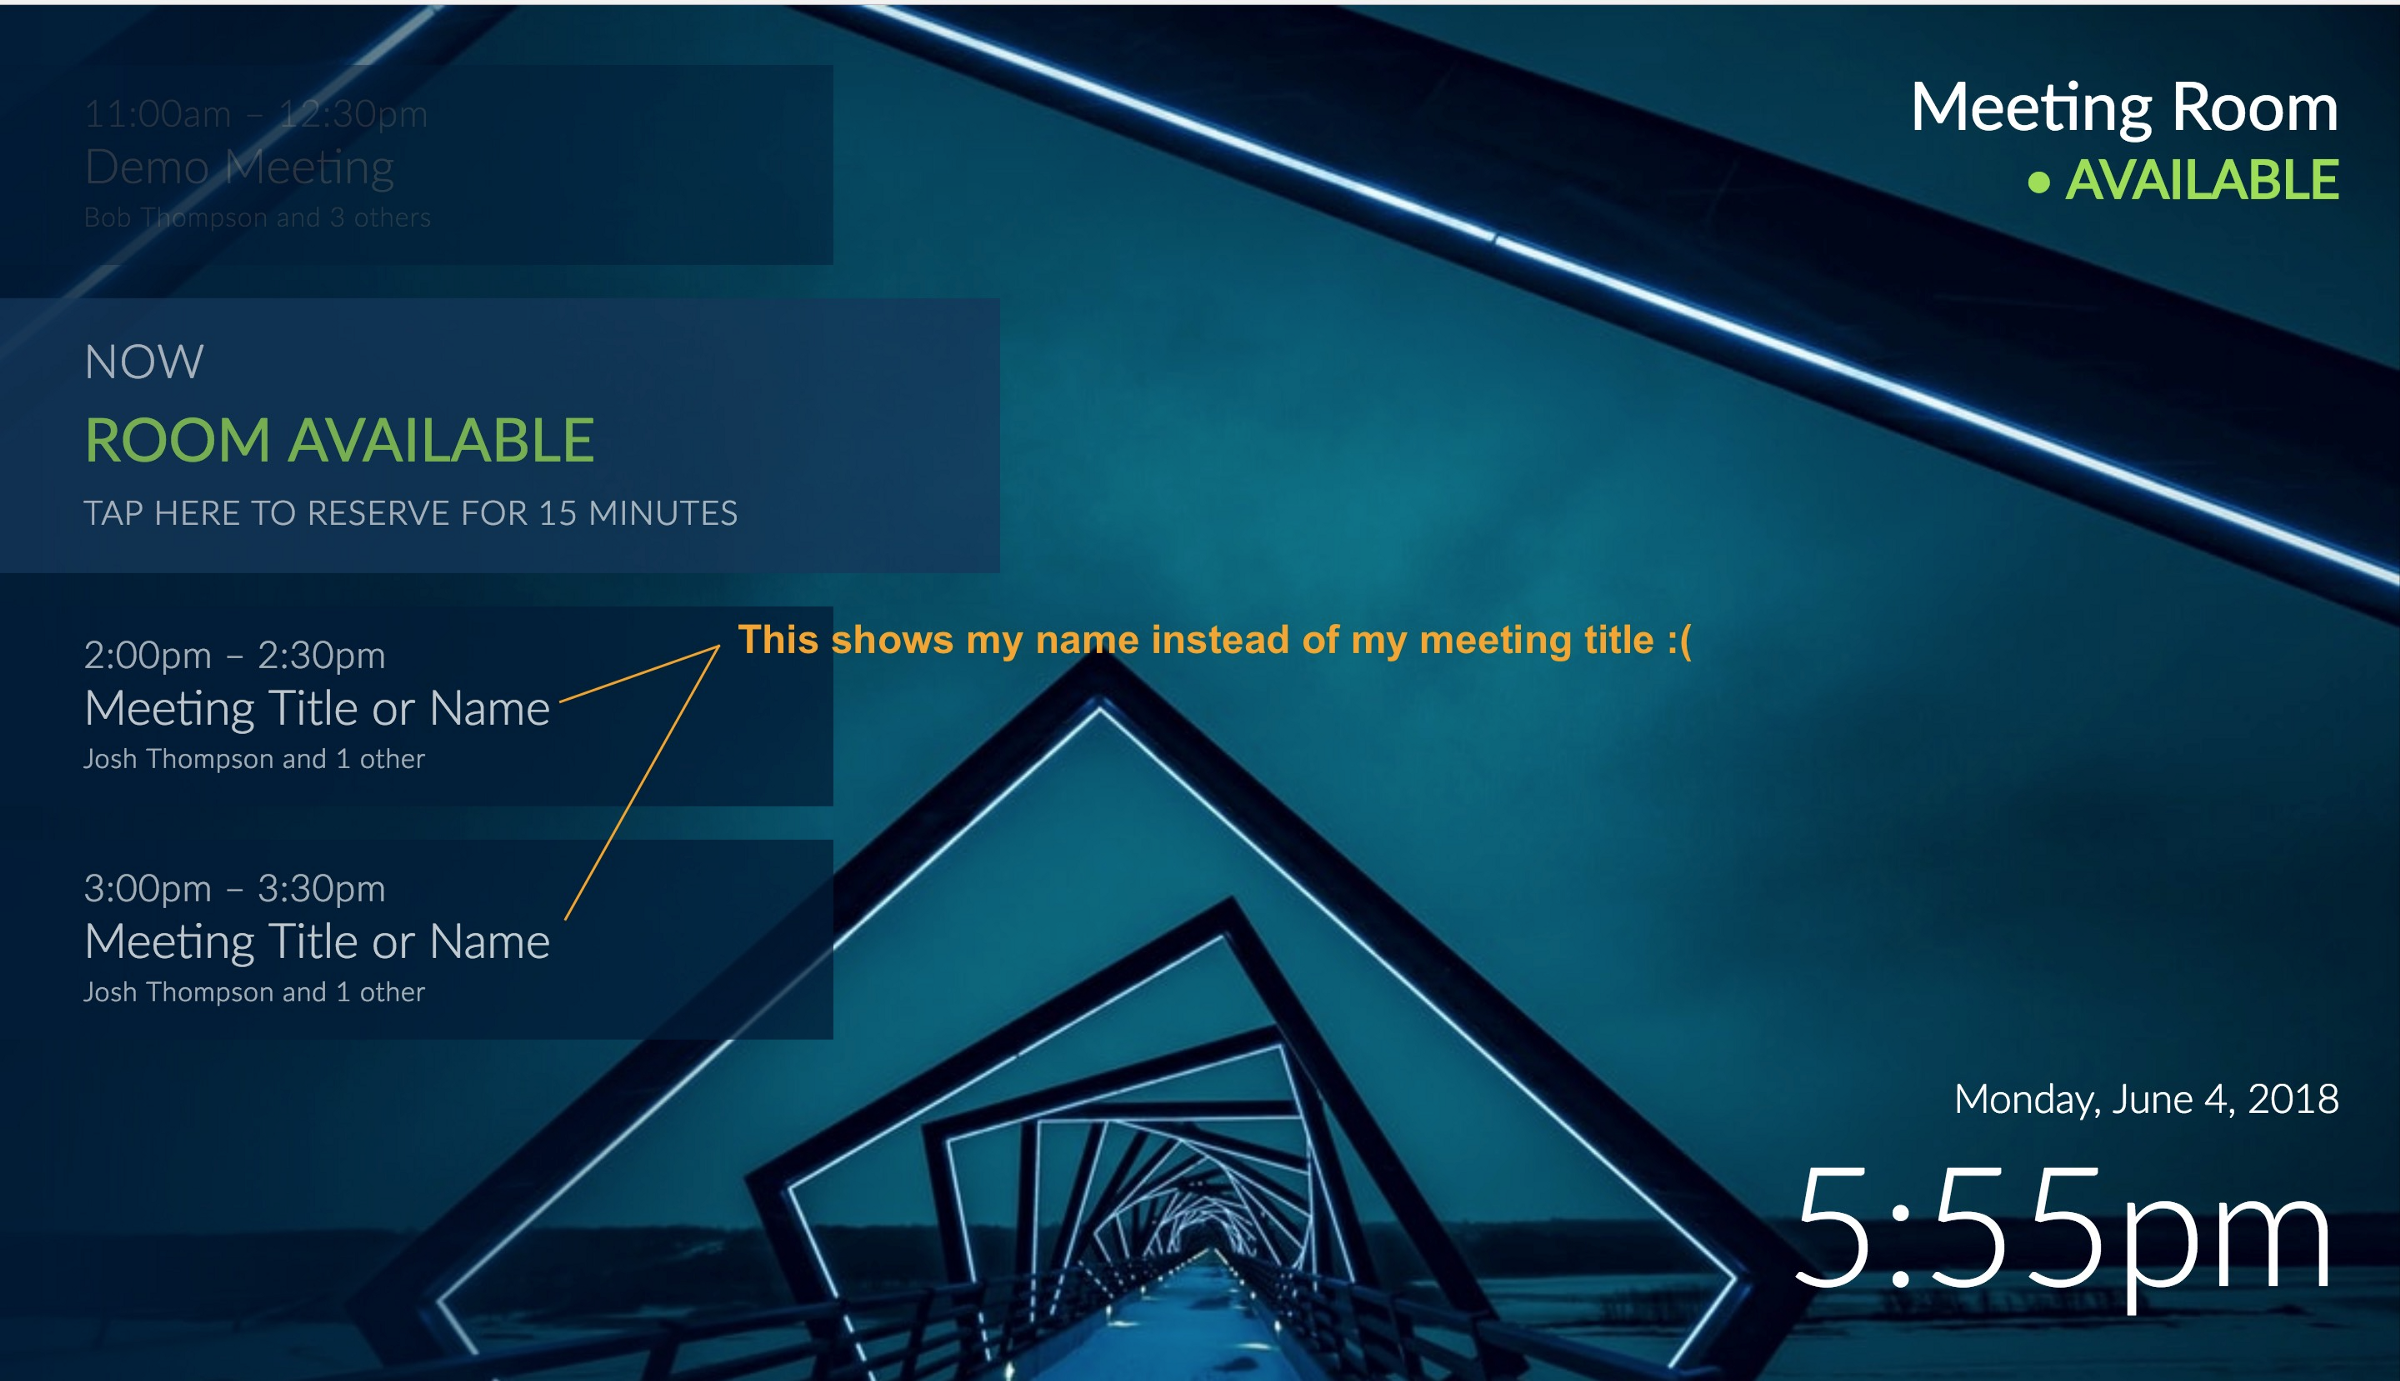 11:00am – 12:30pm
Demo Meeting
Bob Thompson and 3 others
Meeting Room
• AVAILABLE
NOW
ROOM AVAILABLE
TAP HERE TO RESERVE FOR 15 MINUTES
This shows my name instead of my meeting title :(
2:00pm – 2:30pm
Meeting Title or Name
Josh Thompson and 1 other
3:00pm – 3:30pm
Meeting Title or Name
Josh Thompson and 1 other
Monday, June 4, 2018
5:55pm